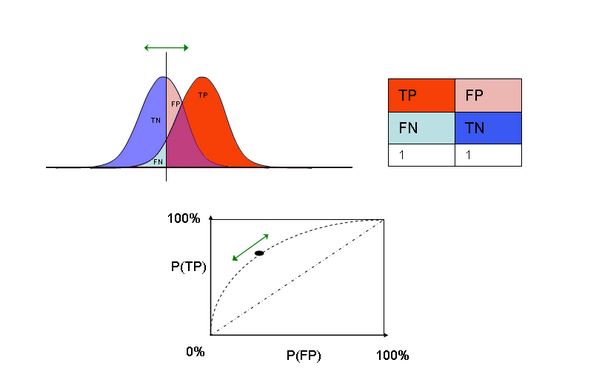 TP
FP
TN
FN
TP FP
FN TN
1 1
100%
P(TP)
0% P(FP) 100%